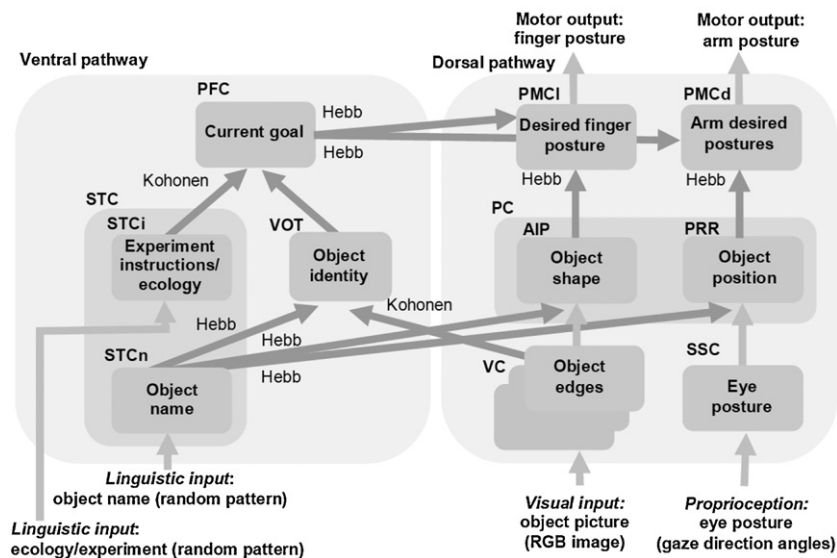 Motor output:
finger posture
Motor output:
arm posture
Ventral pathway
Dorsal pathway
PFC
PMCl
PMCd
Current goal
Hebb
Hebb
Desired finger
posture
Arm desired
postures
Kohonen
Hebb
Hebb
STC
STCi
VOT
PC
AIP
PRR
Experiment
instructions/
ecology
Object
identity
Object
shape
Object
position
Kohonen
Hebb
Hebb
Hebb
STCn
VC
SSC
Object
name
Object
edges
Eye
posture
Linguistic input:
object name (random pattern)
Linguistic input:
ecology/experiment (random pattern)
Visual input:
object picture
(RGB image)
Proprioception:
eye posture
(gaze direction angles)